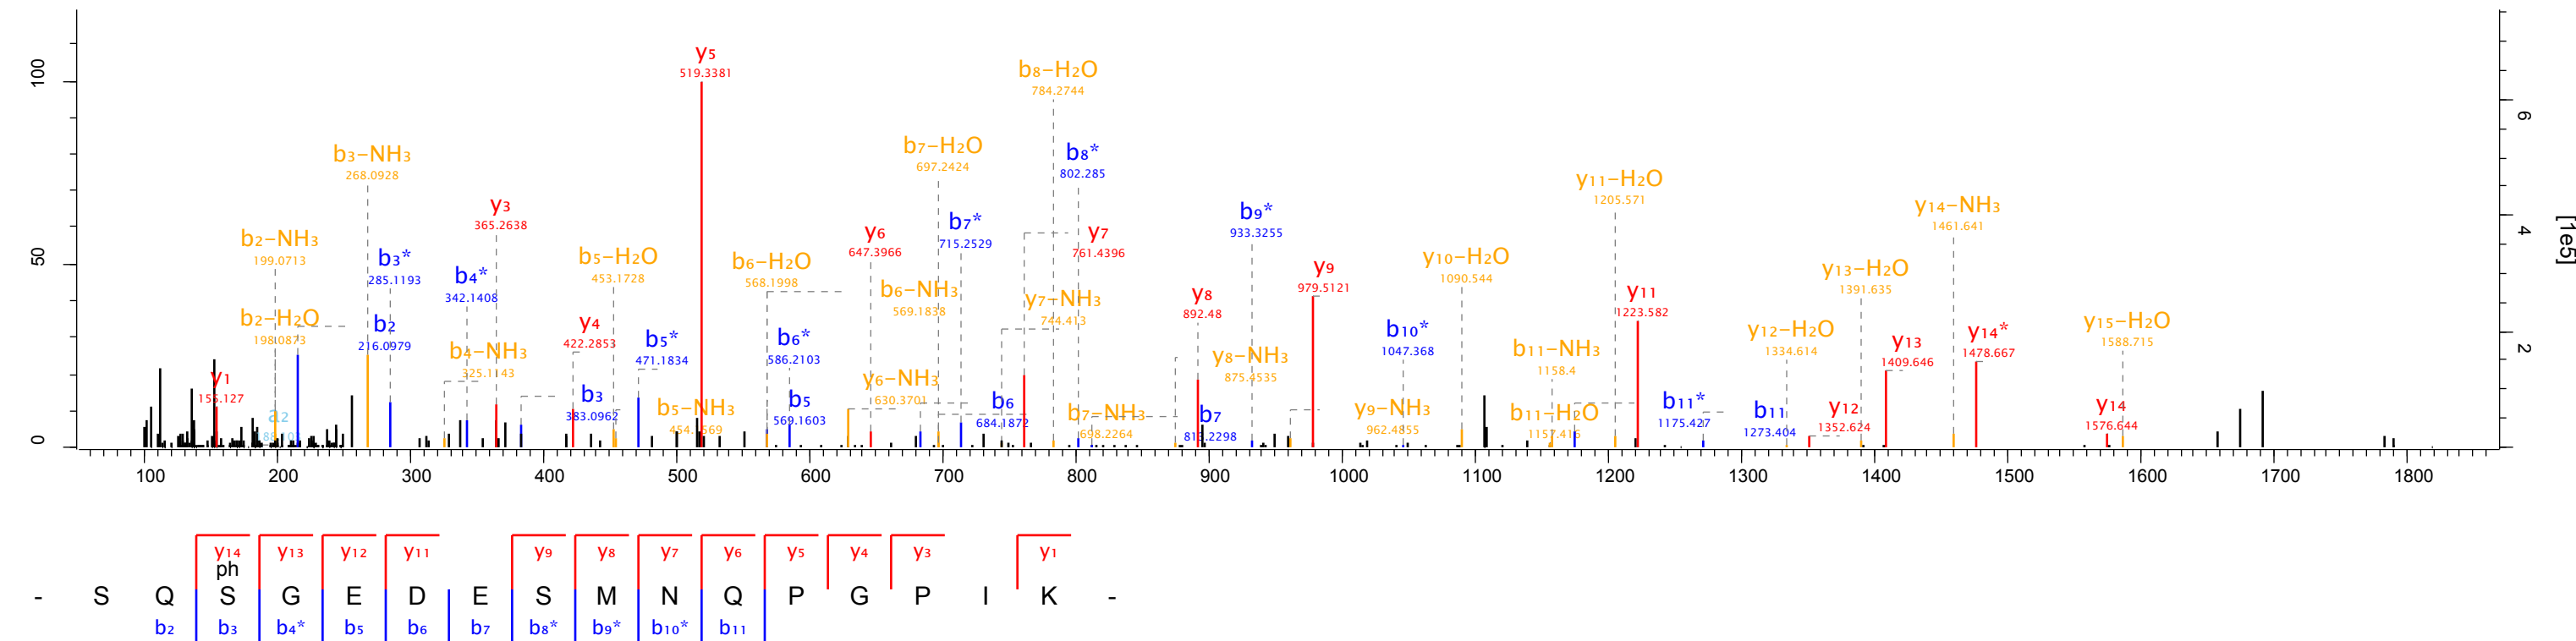 y5
519.3381
b8-H2O
784.2744
b3-NH3
268.0928
b7-H2O
697.2424
b8*
802.285
y11-H2O
1205.571
y3
365.2638
b9*
933.3255
y14-NH3
1461.641
b2-NH3
199.0713
b3*
285.1193
b4*
342.1408
b5-H2O
453.1728
b6-H2O
568.1998
y6
647.3966
b7*
715.2529
y7
761.4396
y9
979.5121
y10-H2O
1090.544
y13-H2O
1391.635
b2-H2O
198.0873
b2
216.0979
b6-NH3
569.1838
y7-NH3
744.413
y8
892.48
y11
1223.582
y4
422.2853
b5*
471.1834
b6*
586.2103
b10*
1047.368
y12-H2O
1334.614
y13
1409.646
y14*
1478.667
y15-H2O
1588.715
b4-NH3
325.1143
y8-NH3
875.4535
b11-NH3
1158.4
y1
155.127
b3
383.0962
y6-NH3
630.3701
b5-NH3
b5
569.1603
b6
684.1872
b7-NH3
698.2264
b7
813.2298
y9-NH3
962.4855
b11-H2O
b11*
1175.427
b11
1273.404
y12
1352.624
y14
1576.644
a2
100
50
0
6
4
2
[1e5]
100 200 300 400 500 600 700 800 900 1000 1100 1200 1300 1400 1500 1600 1700 1800
y14 y13 y12 y11 y9 y8 y7 y6 y5 y4 y3 y1
ph
- S Q S G E D E S M N Q P G P I K -
b2 b3 b4* b5 b6 b7 b8* b9* b10* b11